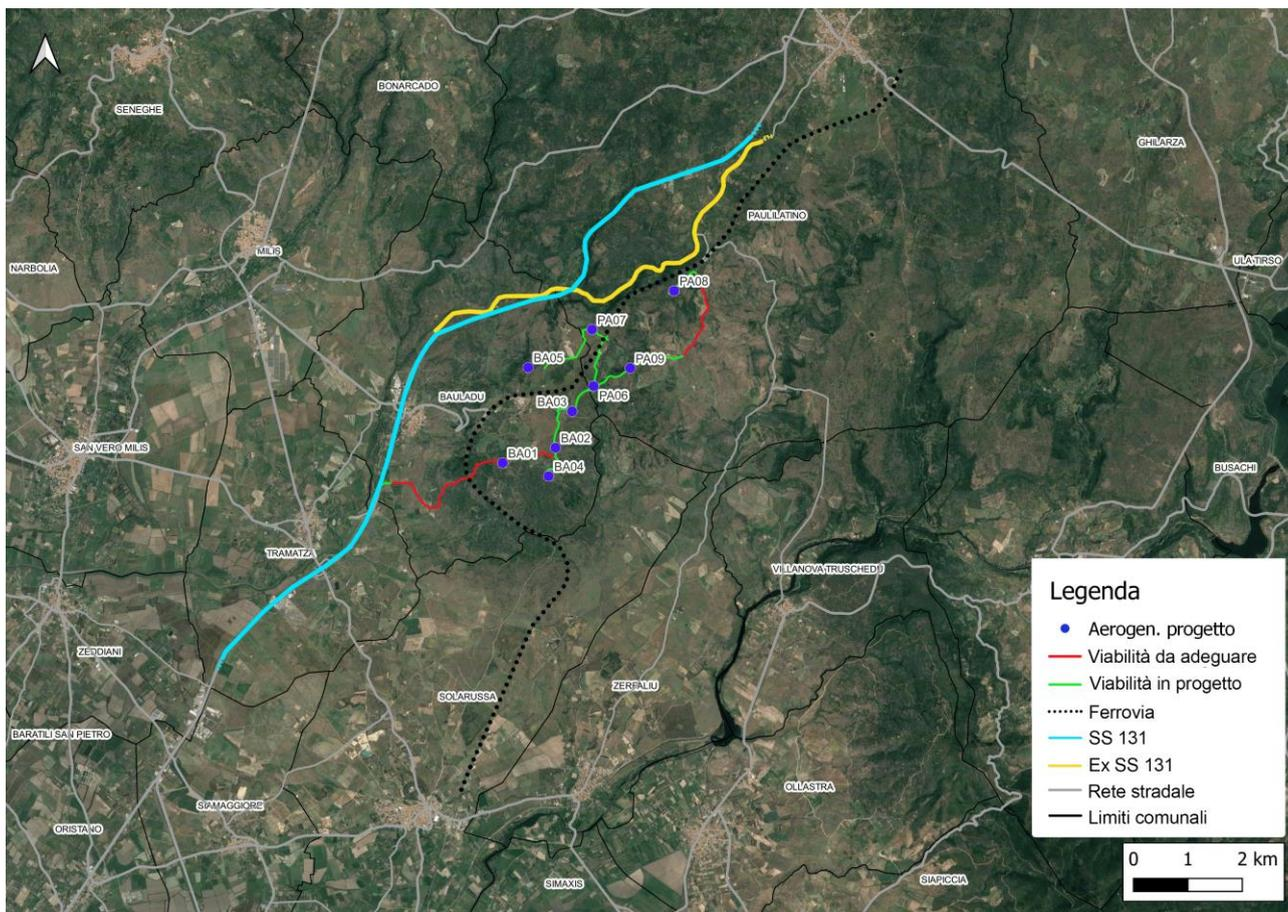 SENEGHE
BONARCADO
GHILARZA
PAULILATINO
MILIS
NARBOLIA
ULA TIRSO
PA08
PA07
BA05
PA09
BAULADU
PA06
BA03
SAN VERO MILIS
BA02
BA01
BA04
BUSACHI
TRAMATZA
VILLANOVA TRUSCHEDU
ZEDDIANI
ZERFALIU
SOLARUSSA
BARATILI SAN PIETRO
OLLASTRA
SIAMAGGIORE
ORISTANO
SIMAXIS
SIAPICCIA
Legenda
Aerogen. progetto
Viabilità da adeguare
Viabilità in progetto
Ferrovia
SS 131
Ex SS 131
Rete stradale
Limiti comunali
0 1 2 km